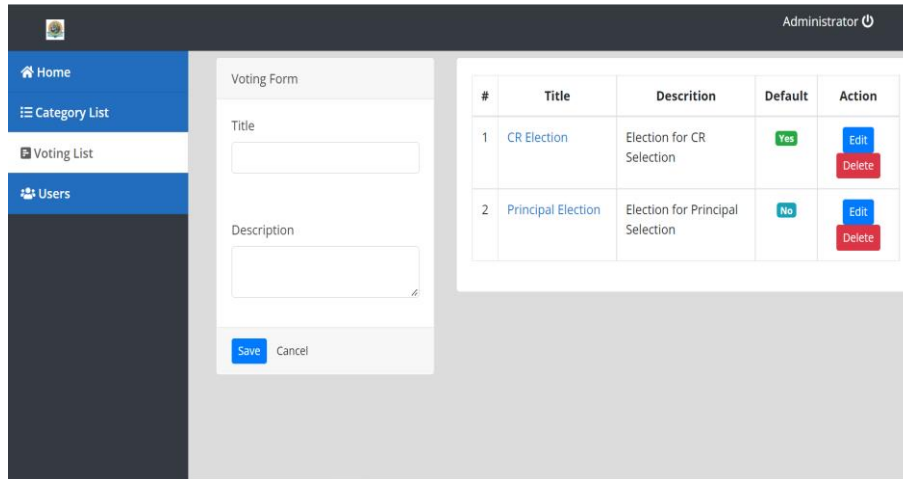 Administrator
Home
Category List
Voting List
Users
Voting Form
Title
Description
Save Cancel
# Title Descrition Default Action
1 CR Election Election for CR Selection Yes Edit Delete
2 Principal Election Election for Principal Selection No Edit Delete